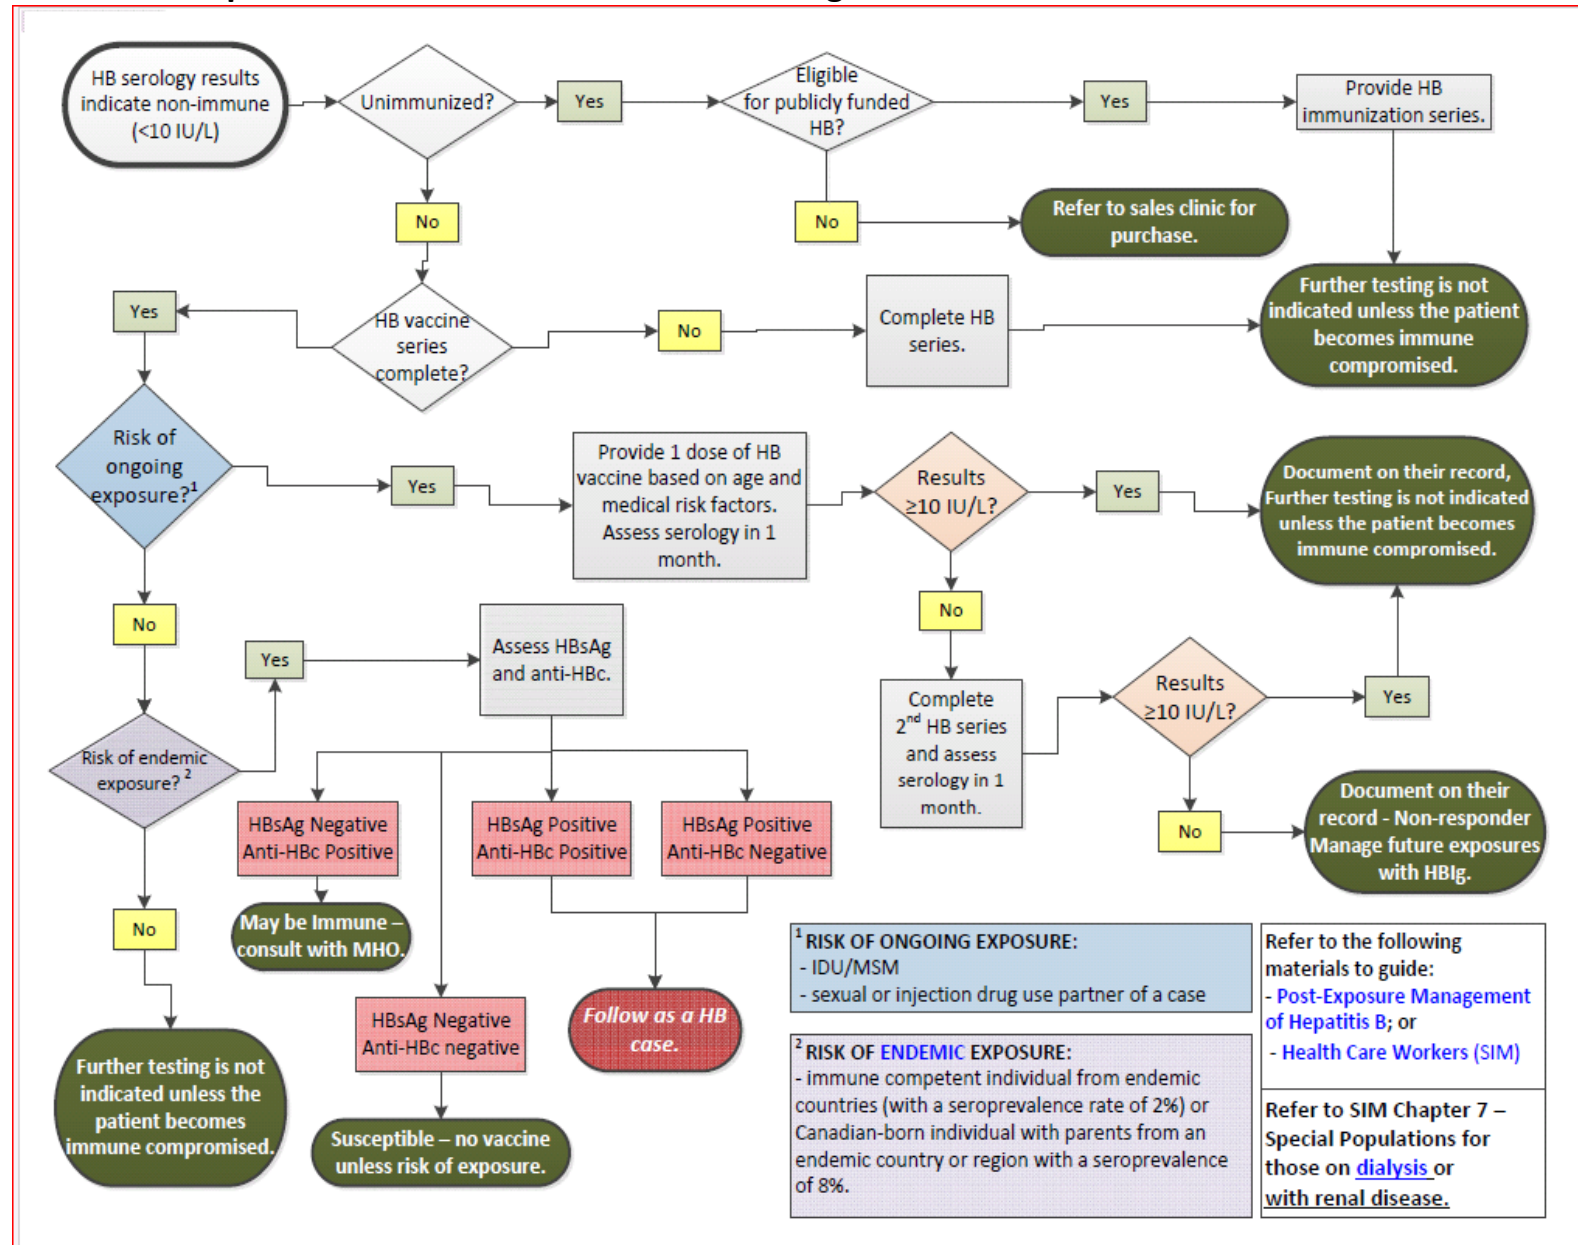 HB serology results
indicate non-immune
(<10 IU/L)
Unimmunized?
Yes
Eligible
for publicly funded
HB?
Yes
Provide HB
immunization series.
No
No
Refer to sales clinic for
purchase.
Yes
HB vaccine
series
complete?
No
Complete HB
series.
Further testing is not
indicated unless the patient
becomes immune
compromised.
Risk of
ongoing
exposure?1
Yes
Provide 1 dose of HB
vaccine based on age and
medical risk factors.
Assess serology in 1
month.
Results
≥10 IU/L?
Yes
Document on their record,
Further testing is not indicated
unless the patient becomes
immune compromised.
No
No
Yes
Assess HBsAg
and anti-HBc.
Complete
2nd HB series
and assess
serology in 1
month.
Results
≥10 IU/L?
Yes
Risk of endemic
exposure? 2
HBsAg Negative
Anti-HBc Positive
HBsAg Positive
Anti-HBc Positive
HBsAg Positive
Anti-HBc Negative
No
Document on their
record - Non-responder
Manage future exposures
with HBIg.
No
May be Immune –
consult with MHO.
HBsAg Negative
Anti-HBc negative
Follow as a HB
case.
Further testing is not
indicated unless the
patient becomes
immune compromised.
Susceptible – no vaccine
unless risk of exposure.
1 RISK OF ONGOING EXPOSURE:
- IDU/MSM
- sexual or injection drug use partner of a case
2 RISK OF ENDEMIC EXPOSURE:
- immune competent individual from endemic
countries (with a seroprevalence rate of 2%) or
Canadian-born individual with parents from an
endemic country or region with a seroprevalence
of 8%.
Refer to the following
materials to guide:
- Post-Exposure Management
of Hepatitis B; or
- Health Care Workers (SIM)
Refer to SIM Chapter 7 –
Special Populations for
those on dialysis or
with renal disease.